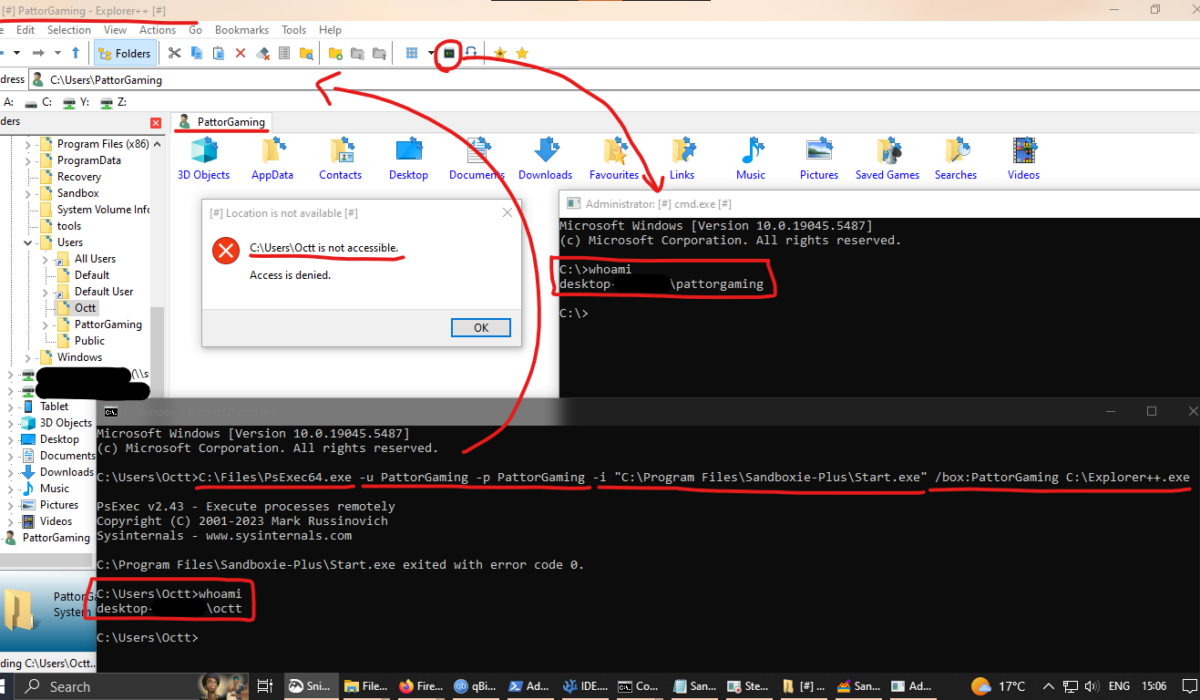 [#] PattorGaming - Explorer++ [#]
Edit Selection View Actions Go Bookmarks Tools Help
Folders
dress C:\Users\PattorGaming
A: C: Y: Z:
ders
PattorGaming
Program Files (x86)
ProgramData
Recovery
Sandbox
System Volume Info
tools
Users
All Users
Default
Default User
Octt
PattorGaming
Public
Windows
(\\s
Tablet
3D Objects
Desktop
Documents
Downloads
Music
Pictures
Videos
PattorGaming
3D Objects AppData Contacts Desktop Documents Downloads Favourites Links Music Pictures Saved Games Searches Videos
[#] Location is not available [#]
C:\Users\Octt is not accessible.
Access is denied.
OK
Administrator: [#] cmd.exe [#]
Microsoft Windows [Version 10.0.19045.5487]
(c) Microsoft Corporation. All rights reserved.
C:\>whoami
desktop- \pattorgaming
C:\>
Microsoft Windows [Version 10.0.19045.5487]
(c) Microsoft Corporation. All rights reserved.
C:\Users\Octt>C:\Files\PsExec64.exe -u PattorGaming -p PattorGaming -i "C:\Program Files\Sandboxie-Plus\Start.exe" /box:PattorGaming C:\Explorer++.exe
PsExec v2.43 - Execute processes remotely
Copyright (C) 2001-2023 Mark Russinovich
Sysinternals - www.sysinternals.com
C:\Program Files\Sandboxie-Plus\Start.exe exited with error code 0.
C:\Users\Octt>whoami
desktop- \octt
C:\Users\Octt>
PattorG
System
ding C:\Users\Octt...
Search
Sni... File... Fire... qBi... Ad... IDE.... Co... San... Ste... [#] ... San... Ad...
17°C ENG 15:06